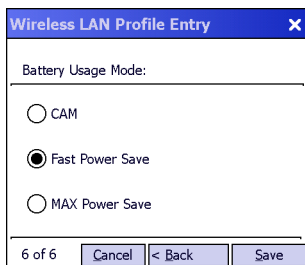 Wireless LAN Profile Entry
Battery Usage Mode:
CAM
Fast Power Save
MAX Power Save
6 of 6 Cancel < Back Save